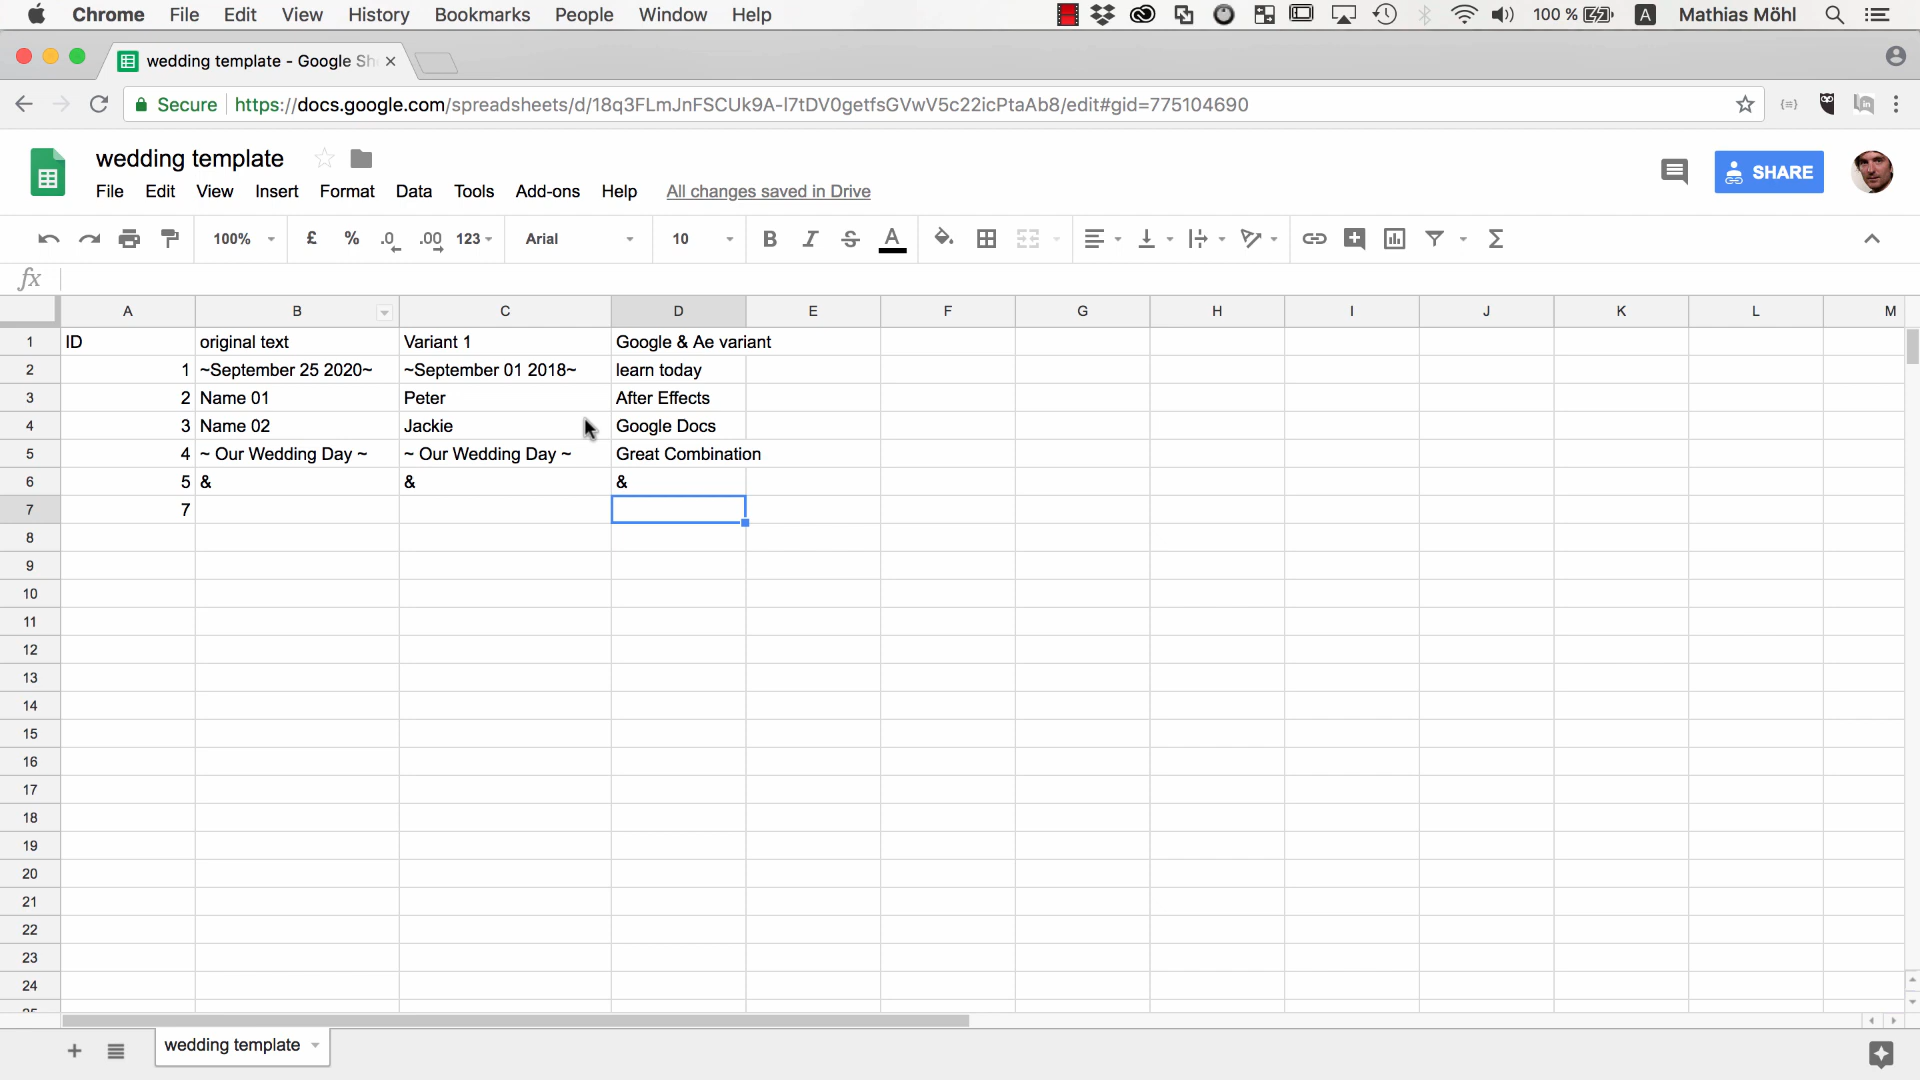 Chrome File Edit View History Bookmarks People Window Help 100 % A Mathias Möhl
wedding template - Google Sh
Secure https://docs.google.com/spreadsheets/d/18q3FLmJnFSCUk9A-I7tDV0getfsGVwV5c22icPtaAb8/edit#gid=775104690
wedding template
SHARE
File Edit View Insert Format Data Tools Add-ons Help All changes saved in Drive
100% £ % .0 .00 123 Arial 10 B I S A Σ
fx
A B C D E F G H I J K L M
1 ID original text Variant 1 Google & Ae variant
2 1 ~September 25 2020~ ~September 01 2018~ learn today
3 2 Name 01 Peter After Effects
4 3 Name 02 Jackie Google Docs
5 4 ~ Our Wedding Day ~ ~ Our Wedding Day ~ Great Combination
6 5 & & &
7 7
8
9
10
11
12
13
14
15
16
17
18
19
20
21
22
23
24
wedding template